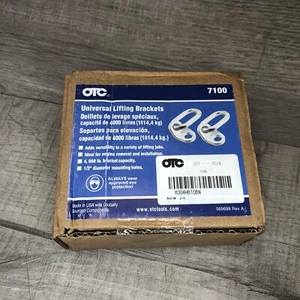 OTC
7100
Universal Lifting Brackets
Oeillets de levage spéciaux,
capacité de 4000 livres (1814,4 kg)
Soportes para elevación,
capacidad de 4000 libras (1814.4 kg)
• Adds versatility to a variety of lifting jobs.
• Ideal for engine removal and installation.
• 4,000 lb. bracket capacity.
• 1/2" diameter mounting holes.
ALWAYS wear
approved eye
protection!
OTC
Made in USA with Globally
Sourced Components
www.otctools.com